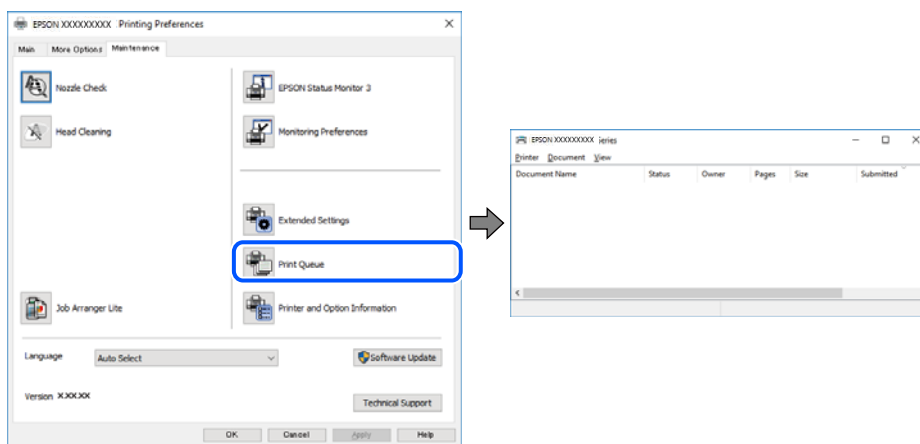 EPSON XXXXXXXXX Printing Preferences
Main More Options Maintenance
Nozzle Check
EPSON Status Monitor 3
Head Cleaning
Monitoring Preferences
Extended Settings
Print Queue
Job Arranger Lite
Printer and Option Information
Language Auto Select
Software Update
Version X.XX.XX
Technical Support
OK Cancel Apply Help
EPSON XXXXXXXXX Series
Printer Document View
Document Name Status Owner Pages Size Submitted